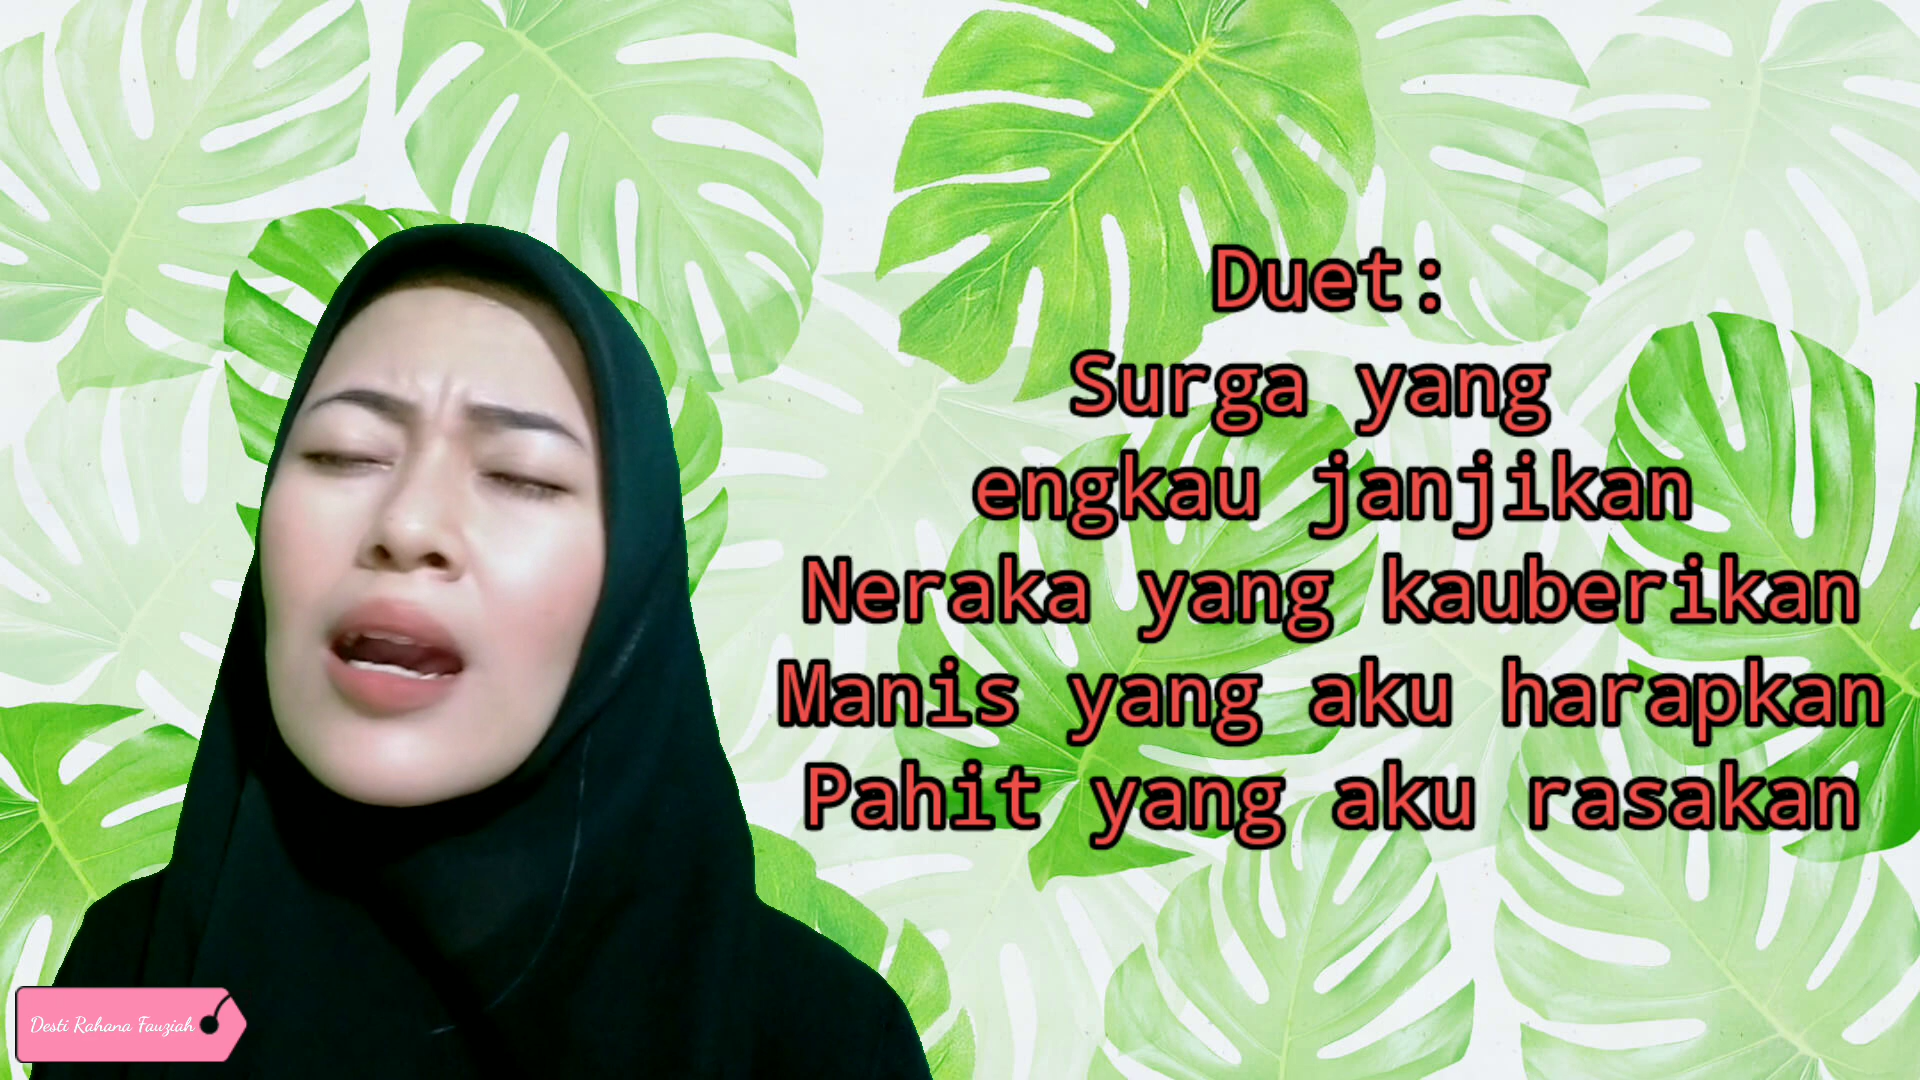 Duet:
Surga yang
engkau janjikan
Neraka yang kauberikan
Manis yang aku harapkan
Pahit yang aku rasakan
Desti Rahana Fauziah